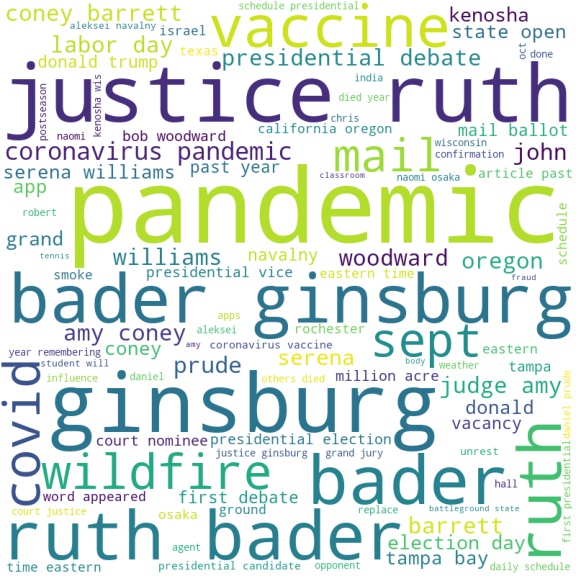 schedule presidential
coney barrett
vaccine
kenosha
aleksei navalny
israel
state open
labor day
texas
presidential debate
oct
done
donald trump
india
justice ruth
postseason
kenosha wis
died year
chris
california oregon
mail ballot
naomi
bob woodward
wisconsin
coronavirus pandemic
mail
confirmation
john
serena williams
past year
naomi osaka
article past
classroom
app
pandemic
schedule
robert
grand
tennis
williams
woodward
oregon
navalny
smoke
presidential vice
eastern time
bader ginsburg
amy coney
apps
aleksei
rochester
sept
fraud
year remembering
amy
coronavirus vaccine
eastern
coney
student will
prude
serena
body
weather
tampa
covid
influence
daniel
others died
million acre
judge amy
ginsburg
donald
vacancy
court nominee
presidential election
unrest
justice ginsburg
grand jury
wildfire
bader
ruth
first presidential
daniel prude
hall
word appeared
first debate
court justice
osaka
ground
replace
battleground state
ruth bader
barrett
election day
agent
tampa bay
time eastern
presidential candidate
opponent
daily schedule